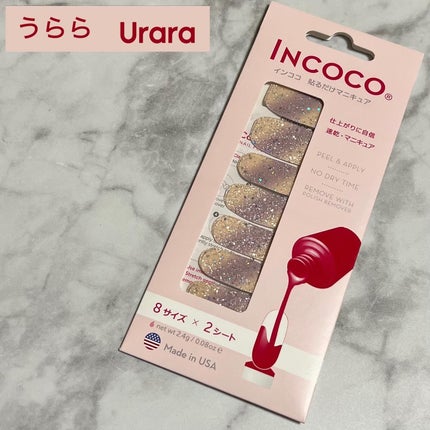 うらら Urara
INCOCO®
インココ 貼るだけマニキュア
仕上がりに自信
速乾・マニキュア
PEEL & APPLY
NO DRY TIME
REMOVE WITH
POLISH REMOVER
8サイズ × 2シート
net wt 2.4g / 0.08oz
Made in USA